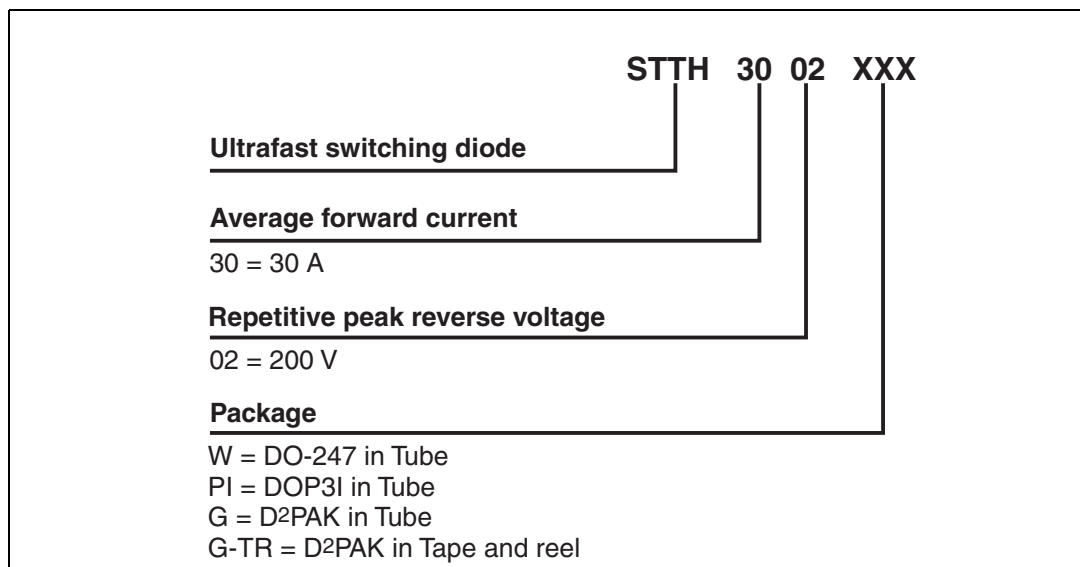 STTH 30 02 XXX
Ultrafast switching diode
Average forward current
30 = 30 A
Repetitive peak reverse voltage
02 = 200 V
Package
W = DO-247 in Tube
PI = DOP3I in Tube
G = D2PAK in Tube
G-TR = D2PAK in Tape and reel